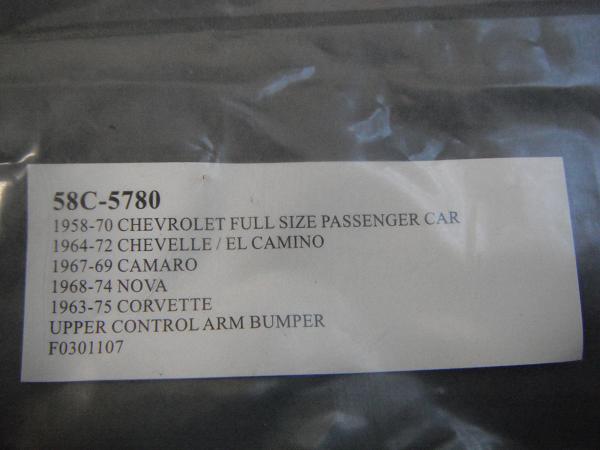 58C-5780
1958-70 CHEVROLET FULL SIZE PASSENGER CAR
1964-72 CHEVELLE / EL CAMINO
1967-69 CAMARO
1968-74 NOVA
1963-75 CORVETTE
UPPER CONTROL ARM BUMPER
F0301107